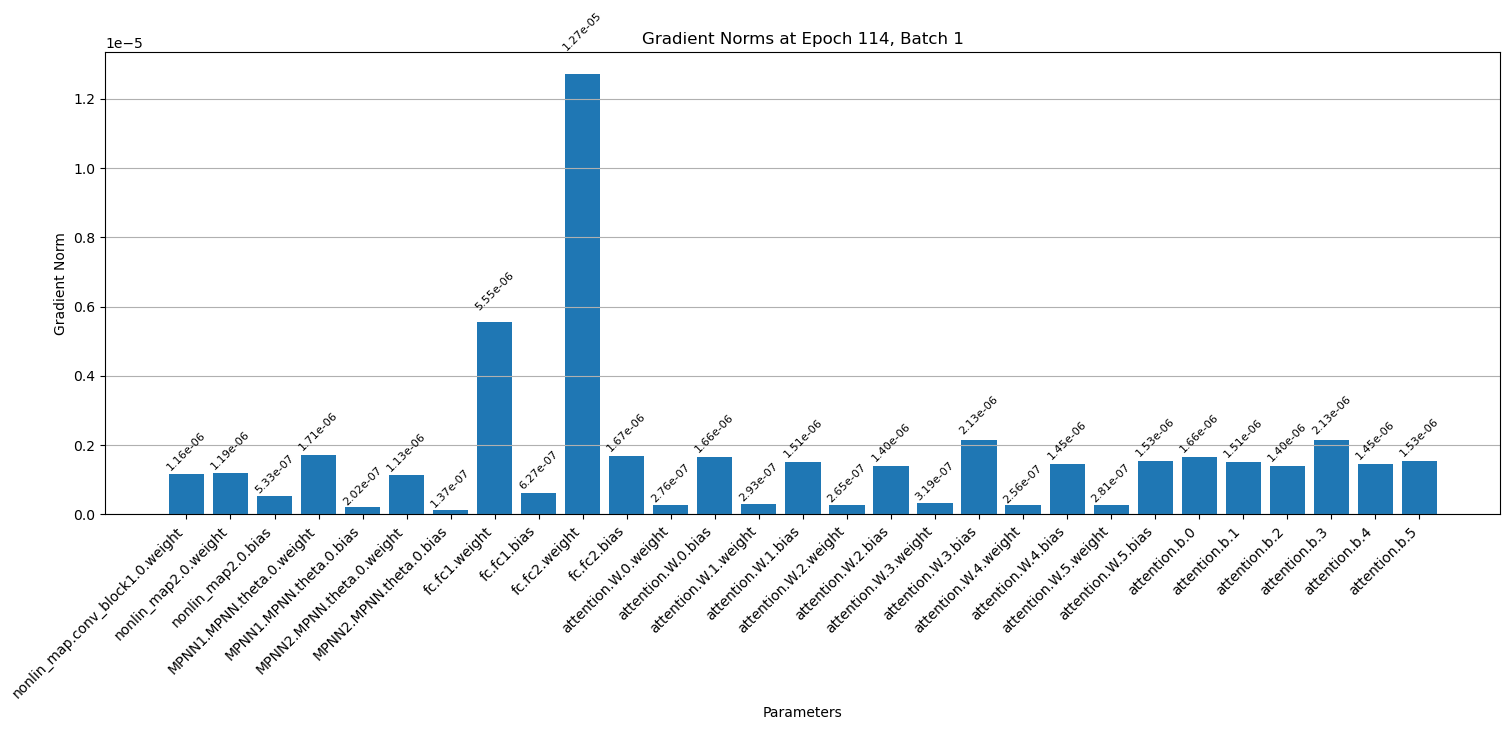 Gradient Norms at Epoch 114, Batch 1
1e−5
1.2
1.0
0.8
0.6
0.4
0.2
0.0
Gradient Norm
1.16e-06
1.19e-06
5.33e-07
1.71e-06
2.02e-07
1.13e-06
1.37e-07
5.55e-06
6.27e-07
1.27e-05
1.67e-06
2.76e-07
1.66e-06
2.93e-07
1.51e-06
2.65e-07
1.40e-06
3.19e-07
2.13e-06
2.56e-07
1.45e-06
2.81e-07
1.53e-06
1.66e-06
1.51e-06
1.40e-06
2.13e-06
1.45e-06
1.53e-06
nonlin_map.conv_block1.0.weight
nonlin_map2.0.weight
nonlin_map2.0.bias
MPNN1.MPNN.theta.0.weight
MPNN1.MPNN.theta.0.bias
MPNN2.MPNN.theta.0.weight
MPNN2.MPNN.theta.0.bias
fc.fc1.weight
fc.fc1.bias
fc.fc2.weight
fc.fc2.bias
attention.W.0.weight
attention.W.0.bias
attention.W.1.weight
attention.W.1.bias
attention.W.2.weight
attention.W.2.bias
attention.W.3.weight
attention.W.3.bias
attention.W.4.weight
attention.W.4.bias
attention.W.5.weight
attention.W.5.bias
attention.b.0
attention.b.1
attention.b.2
attention.b.3
attention.b.4
attention.b.5
Parameters